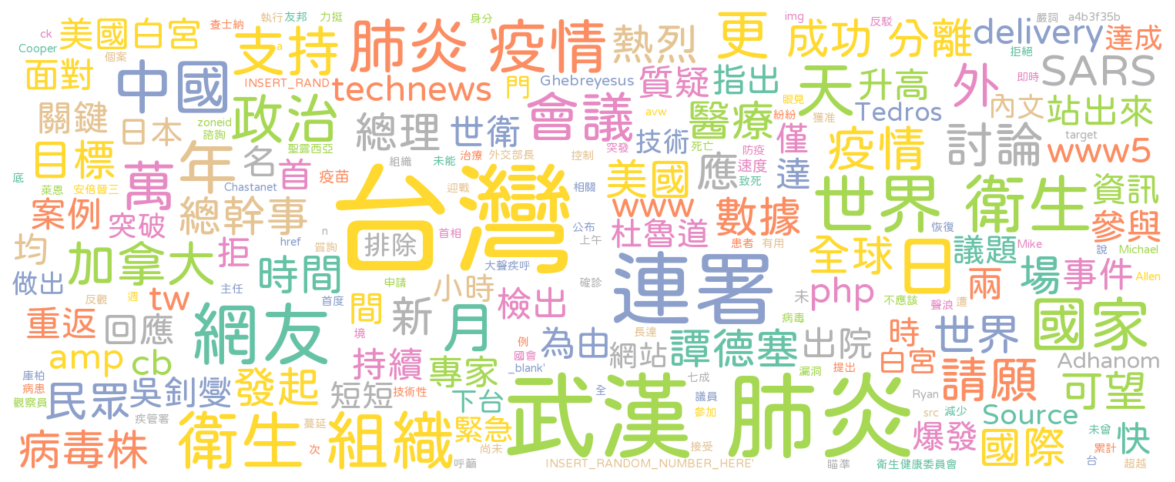 ck
美國白宮
查士納
執行
友邦
力挺
肺炎 疫情
熱烈
身分
更
img
反駁
成功 分離
嚴詞
a4b3f35b
delivery
達成
Cooper
個案
支持
拒絕
面對
中國
INSERT_RAND
technews
門
Ghebreyesus
質疑
指出
天
升高
外
即時
SARS
關鍵
日本
zoneid
諮詢
政治
聖露西亞
總理
世衛
會議
avw
突發
技術
醫療
死亡
眼見
紛紛
獲准
Tedros
內文
站出來
防疫
目標
萬
年
名
首
疫苗
組織
未能
治療
外交部長
控制
速度
致死
應
僅
疫情
討論
target
www5
底
萊恩
安倍晉三
Chastanet
台灣
迎戰
相關
美國
達
世界 衛生
資訊
案例
突破
總幹事
www
數據
參與
n
質詢
href
排除
首相
公布
上午
杜魯道
患者
有用
恢復
均
加拿大
拒
時間
大聲疾呼
全球
日
議題
Mike
說
Michael
做出
反觀
週
主任
首度
申請
小時
確診
連署
未
不應該
聲浪
遭
兩
場
事件
Allen
tw
間
新
月
檢出
php
病毒
重返
回應
網友
境
例
為由
漏洞
提出
時
世界
國家
amp
cb
持續
專家
國會
_blank'
網站
譚德塞
出院
白宮
Adhanom
庫柏
病患
觀察員
民眾
吳釗燮
發起
短短
技術性
下台
全
七成
議員
參加
Ryan
減少
src
請願
可望
疾管署
蔓延
次
尚未
緊急
武漢 肺炎
接受
爆發
Source
未曾
累計
快
病毒株
衛生 組織
呼籲
INSERT_RANDOM_NUMBER_HERE'
瞄準
衛生健康委員會
國際
台
超越